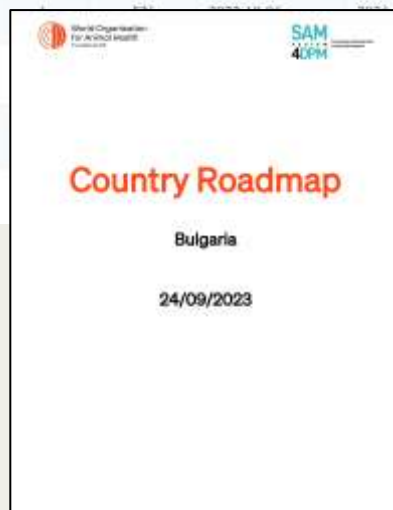 World Organisation
for Animal Health
SAM
4DPM
Country Roadmap
Bulgaria
24/09/2023